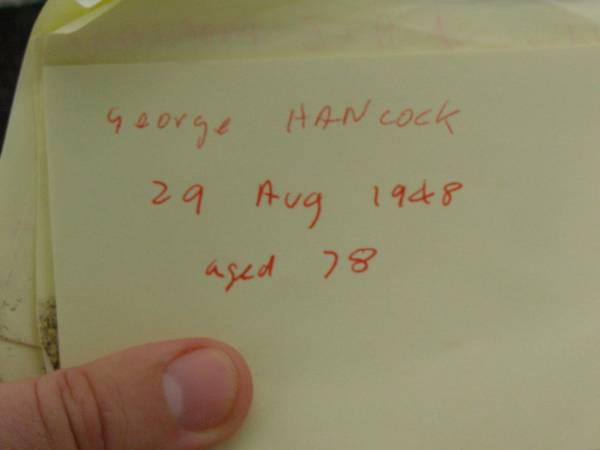 George HANCOCK
29 Aug 1948
aged 78